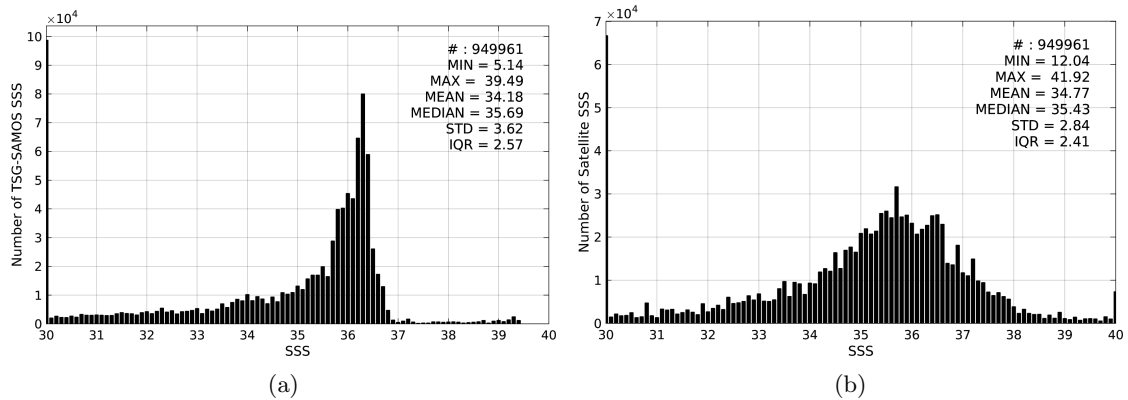 ×10⁴
10
9
8
7
6
5
4
3
2
1
0
30 31 32 33 34 35 36 37 38 39 40
Number of TSG-SAMOS SSS
SSS
# : 949961
MIN = 5.14
MAX = 39.49
MEAN = 34.18
MEDIAN = 35.69
STD = 3.62
IQR = 2.57
(a)
×10⁴
7
6
5
4
3
2
1
0
30 31 32 33 34 35 36 37 38 39 40
Number of Satellite SSS
SSS
# : 949961
MIN = 12.04
MAX = 41.92
MEAN = 34.77
MEDIAN = 35.43
STD = 2.84
IQR = 2.41
(b)